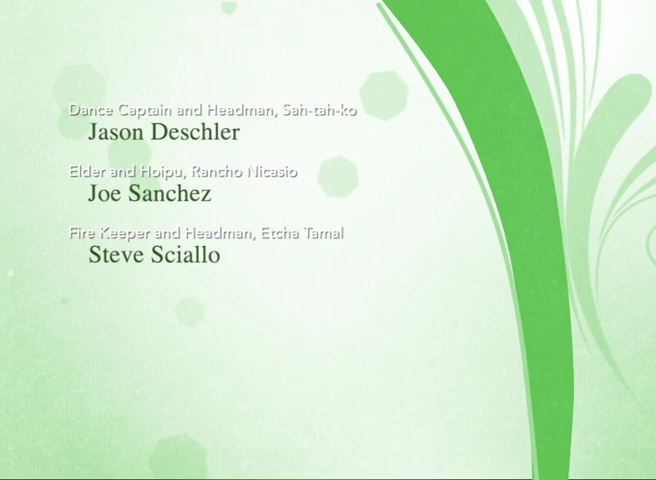 Dance Captain and Headman, Sah-tah-ko
Jason Deschler
Elder and Hoipu, Rancho Nicasio
Joe Sanchez
Fire Keeper and Headman, Etcha Tamal
Steve Sciallo